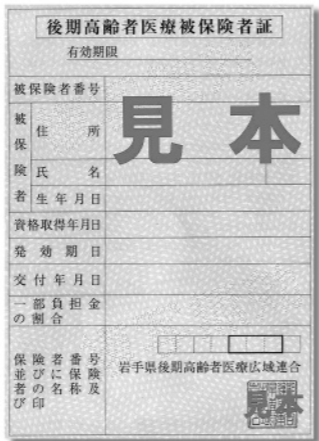 後期高齢者医療被保険者証
有効期限
被保険者番号
被保険者
住所
氏名
生年月日
資格取得年月日
発効期日
交付年月日
一部負担金
の割合
保険者番号
並びに保険
者の名称及
び印
岩手県後期高齢者医療広域連合
見本
見本